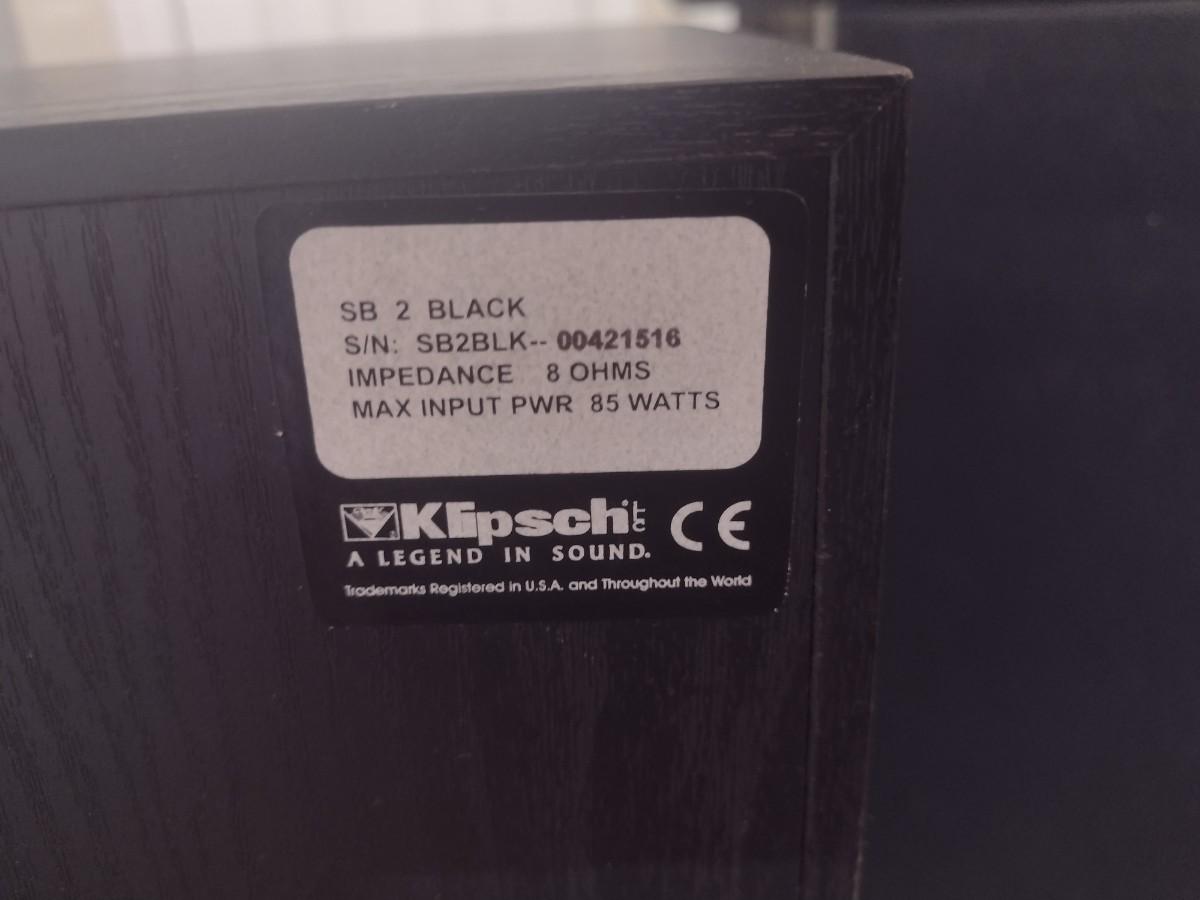 SB 2 BLACK
S/N: SB2BLK-- 00421516
IMPEDANCE 8 OHMS
MAX INPUT PWR 85 WATTS
Klipsch LLC CE
A LEGEND IN SOUND.
Trademarks Registered in U.S.A. and Throughout the World